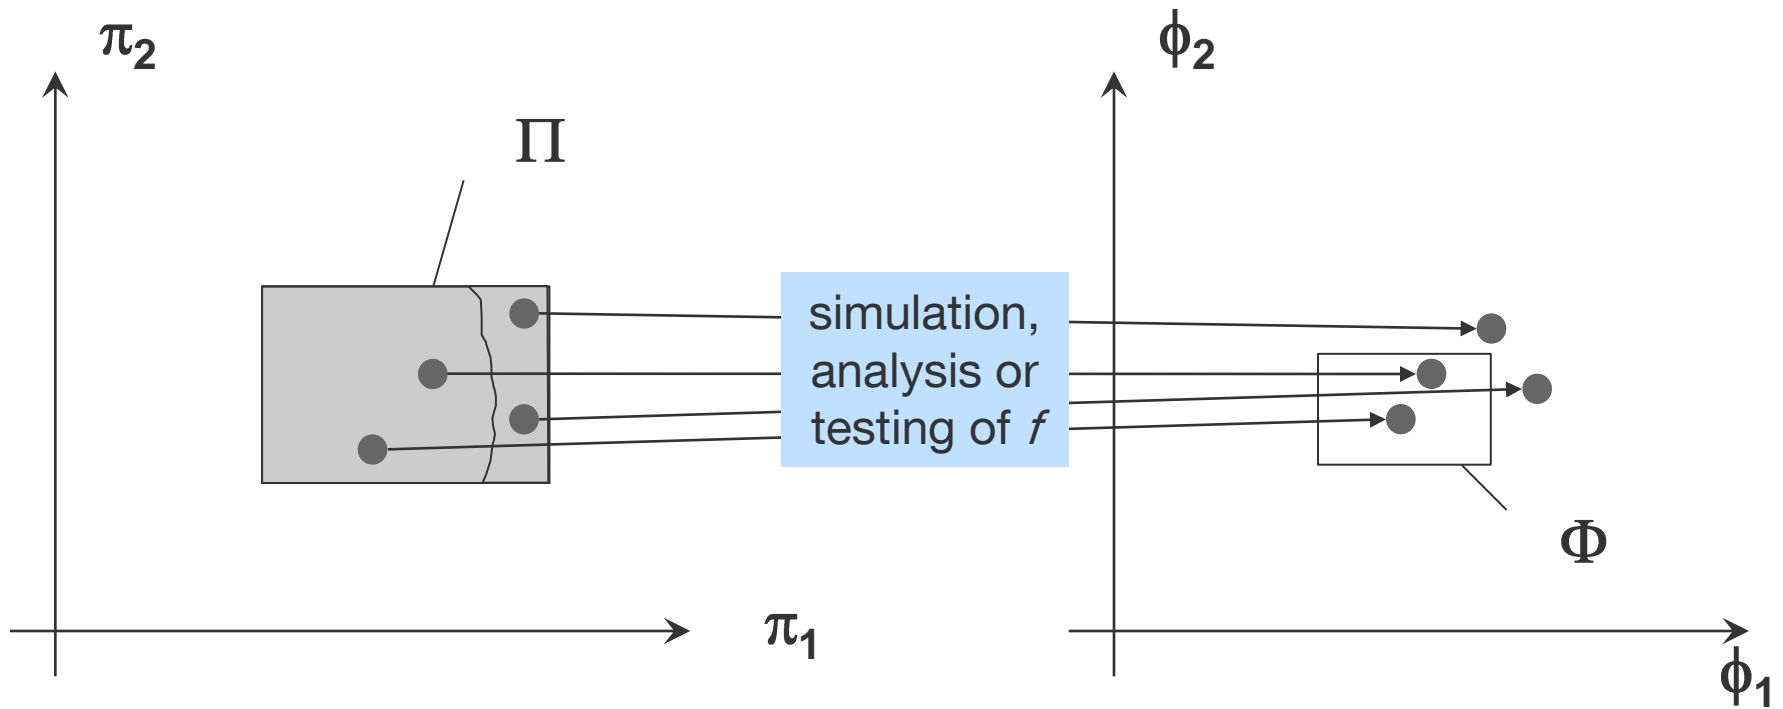 π2
ϕ2
Π
simulation,
analysis or
testing of f
Φ
π1
ϕ1